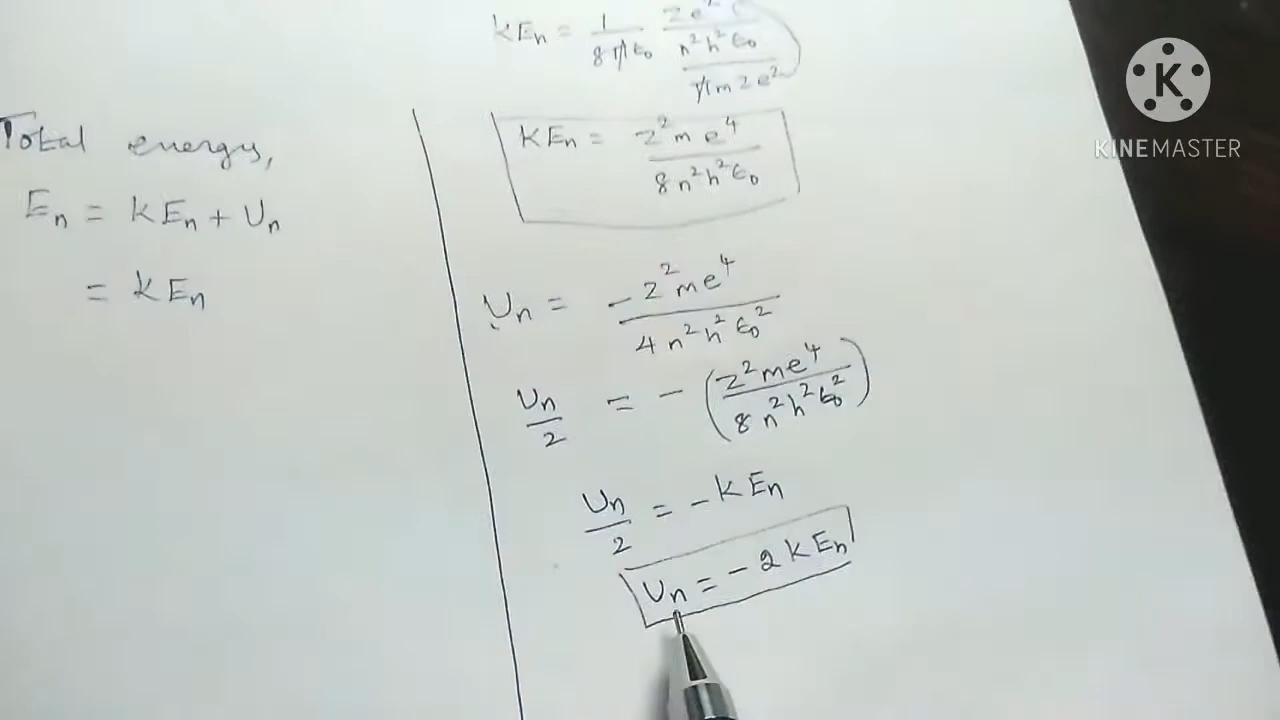 Total energy,
Eₙ = KEₙ + Uₙ
= KEₙ
KEₙ = 1/(8πε₀) Ze²/(n²h²ε₀/(πmZe²))
KEₙ = Z²me⁴/(8n²h²ε₀)
Uₙ = -Z²me⁴/(4n²h²ε₀²)
Uₙ/2 = -(Z²me⁴/(8n²h²ε₀²))
Uₙ/2 = -KEₙ
Uₙ = -2KEₙ
K
KINEMASTER